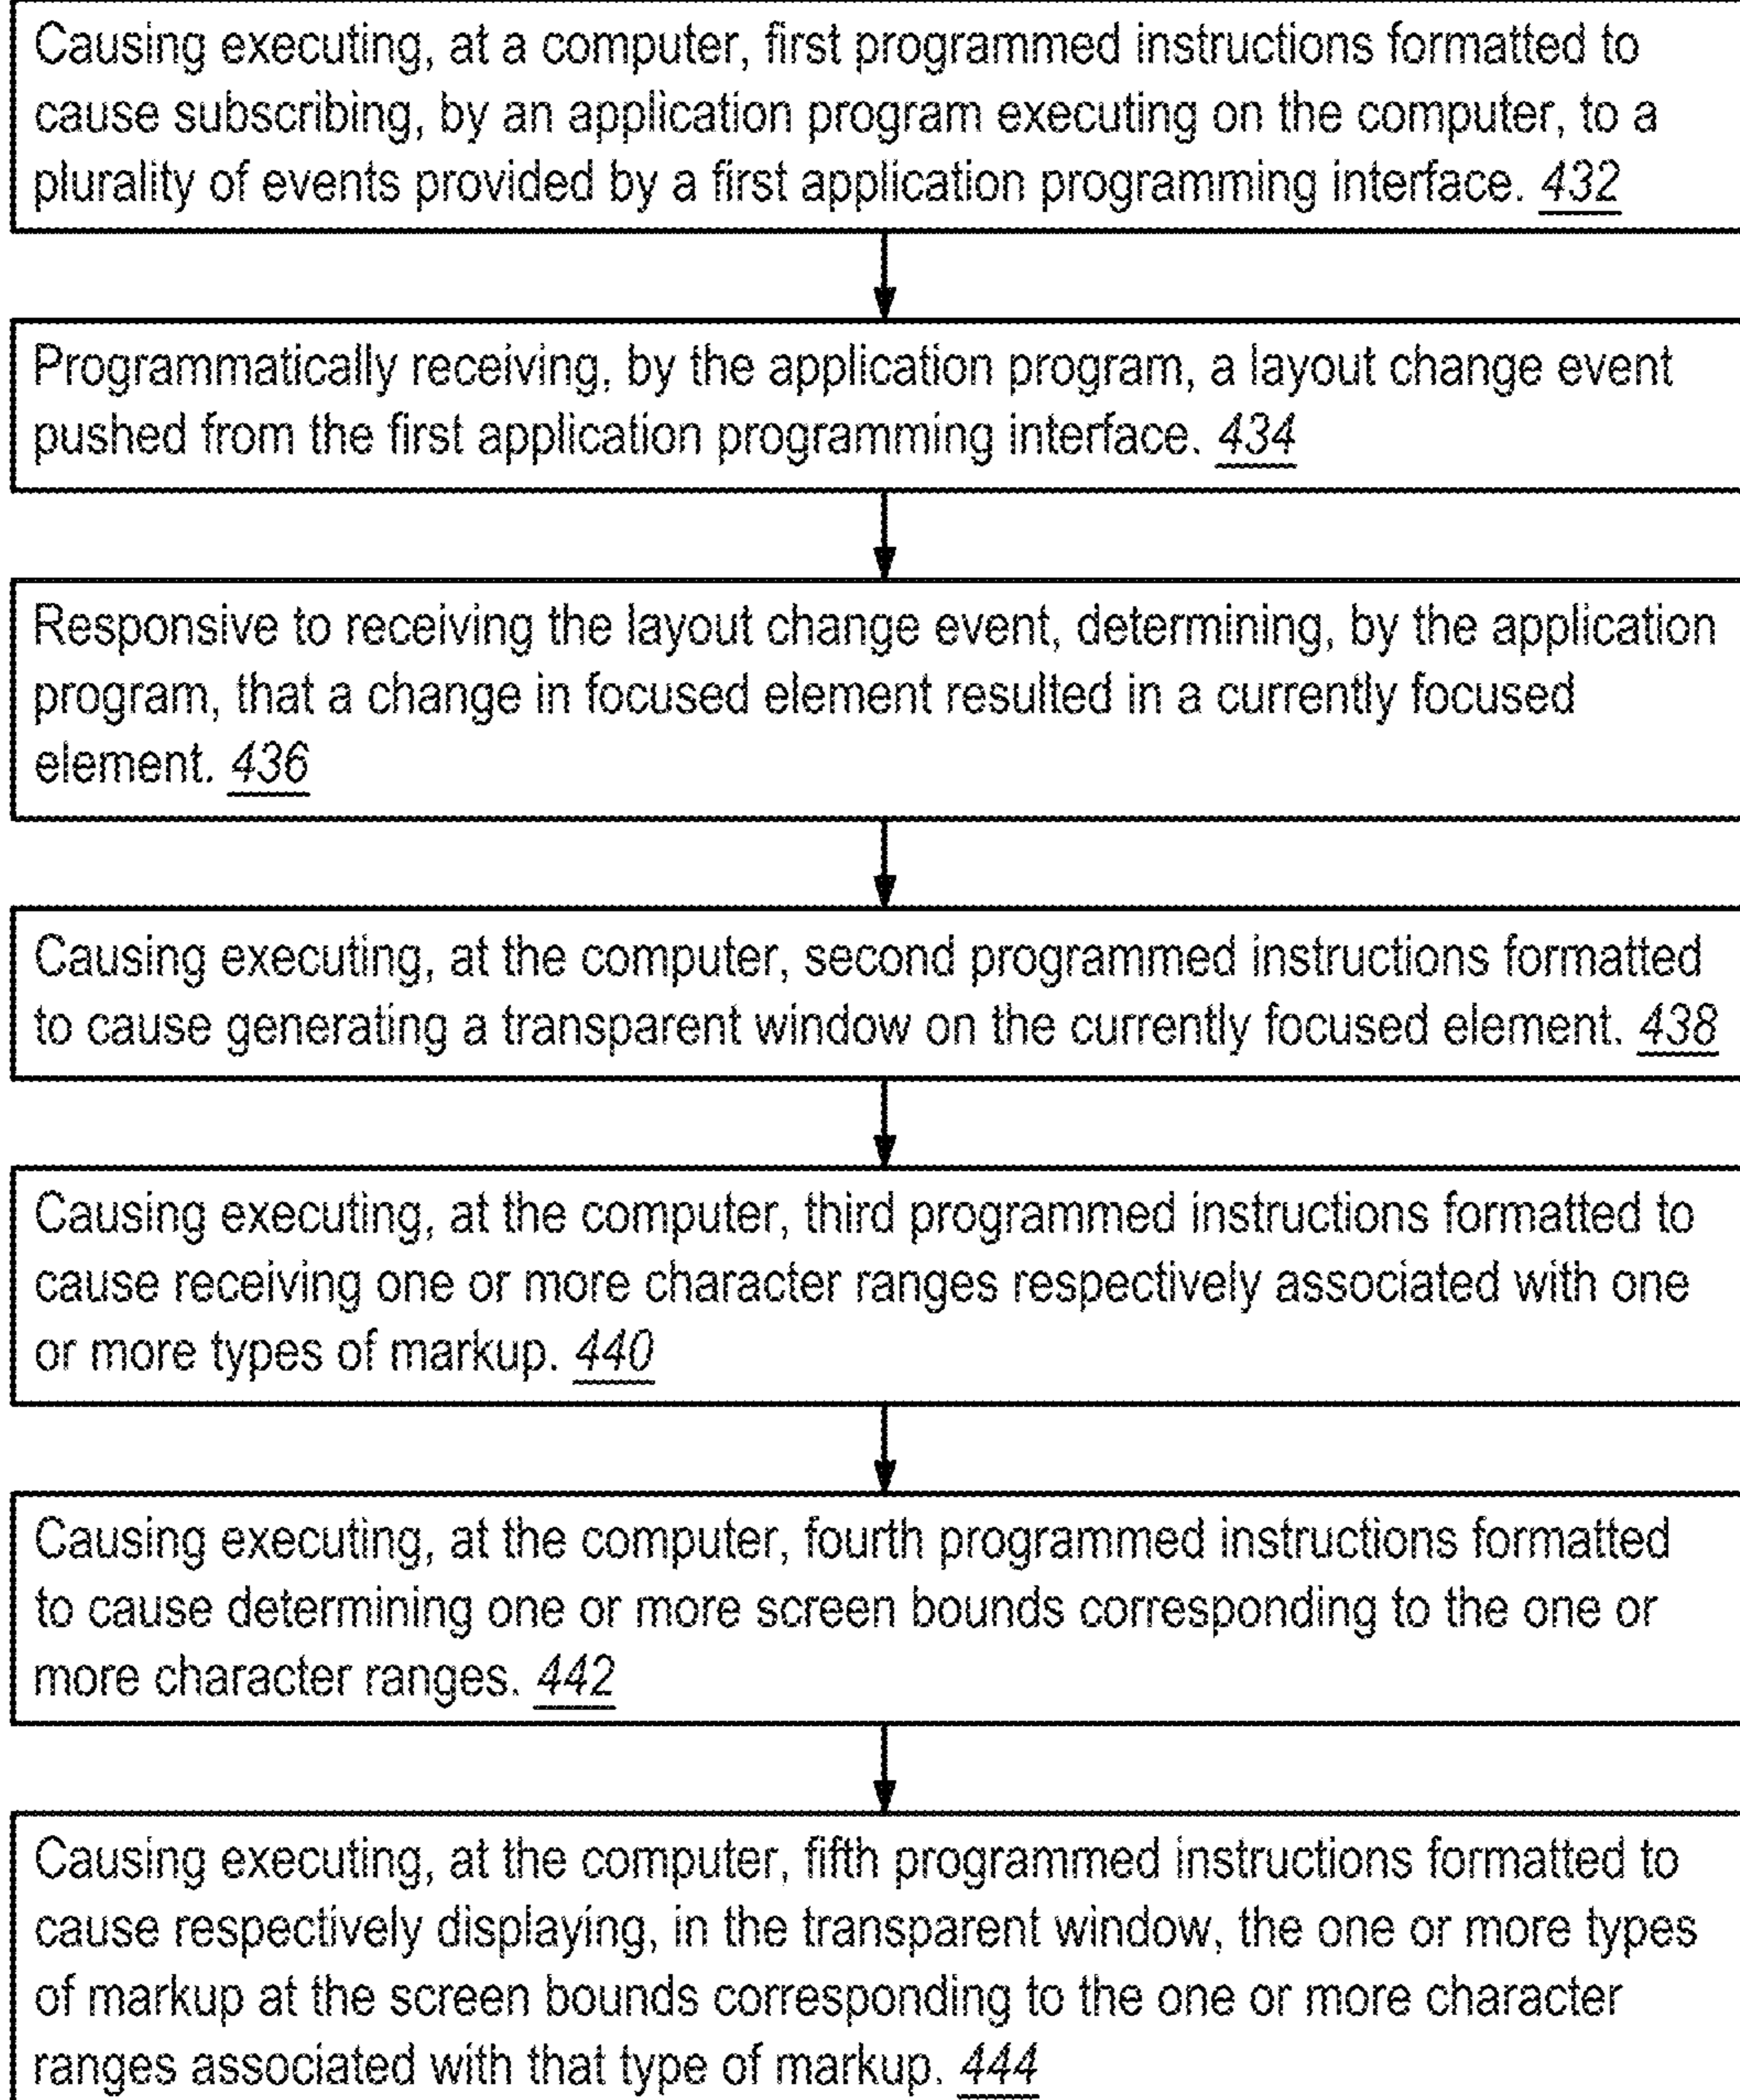 Causing executing, at a computer, first programmed instructions formatted to
cause subscribing, by an application program executing on the computer, to a
plurality of events provided by a first application programming interface. 432
Programmatically receiving, by the application program, a layout change event
pushed from the first application programming interface. 434
Responsive to receiving the layout change event, determining, by the application
program, that a change in focused element resulted in a currently focused
element. 436
Causing executing, at the computer, second programmed instructions formatted
to cause generating a transparent window on the currently focused element. 438
Causing executing, at the computer, third programmed instructions formatted to
cause receiving one or more character ranges respectively associated with one
or more types of markup. 440
Causing executing, at the computer, fourth programmed instructions formatted
to cause determining one or more screen bounds corresponding to the one or
more character ranges. 442
Causing executing, at the computer, fifth programmed instructions formatted to
cause respectively displaying, in the transparent window, the one or more types
of markup at the screen bounds corresponding to the one or more character
ranges associated with that type of markup. 444